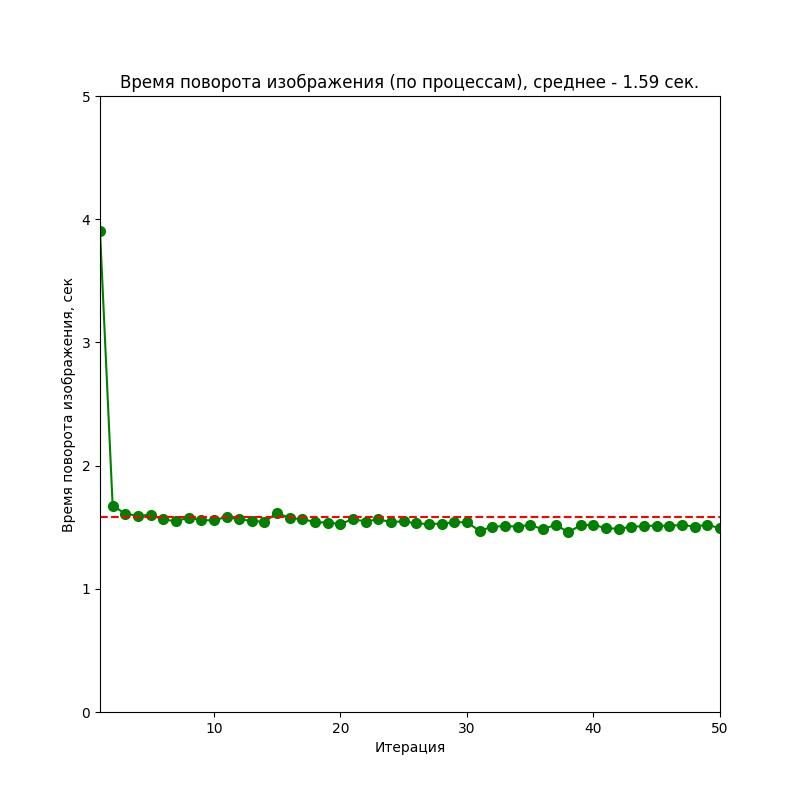 Время поворота изображения (по процессам), среднее - 1.59 сек.
5
4
3
2
1
0
Время поворота изображения, сек
10 20 30 40 50
Итерация